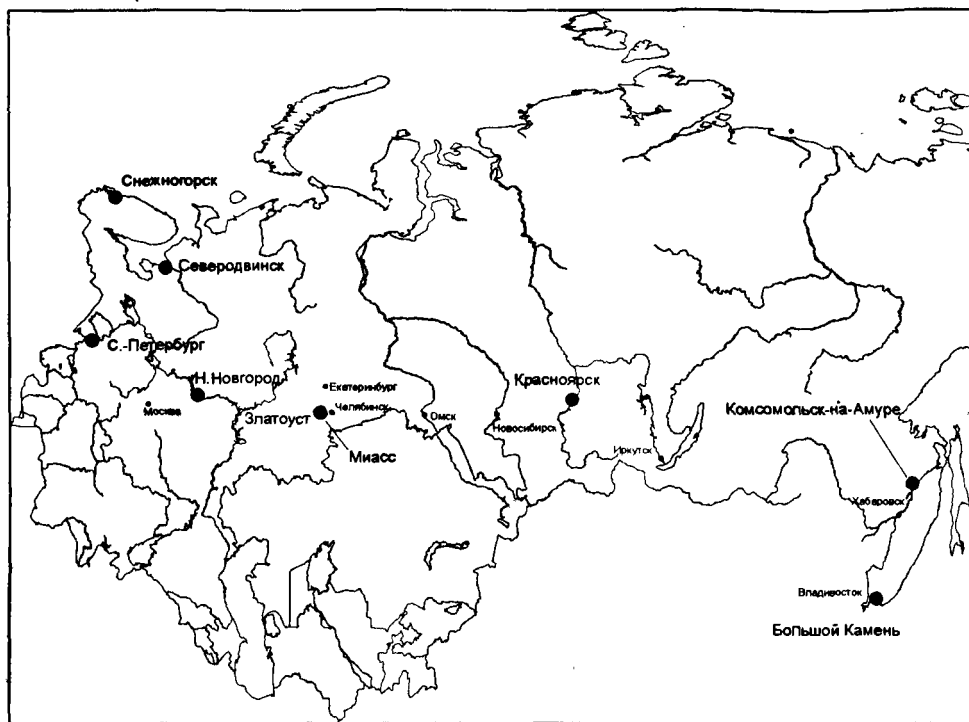 Снежногорск
Северодвинск
С.-Петербург
Н.Новгород
Екатеринбург
Москва
Златоуст
Челябинск
Омск
Миасс
Новосибирск
Красноярск
Иркутск
Комсомольск-на-Амуре
Хабаровск
Владивосток
Большой Камень